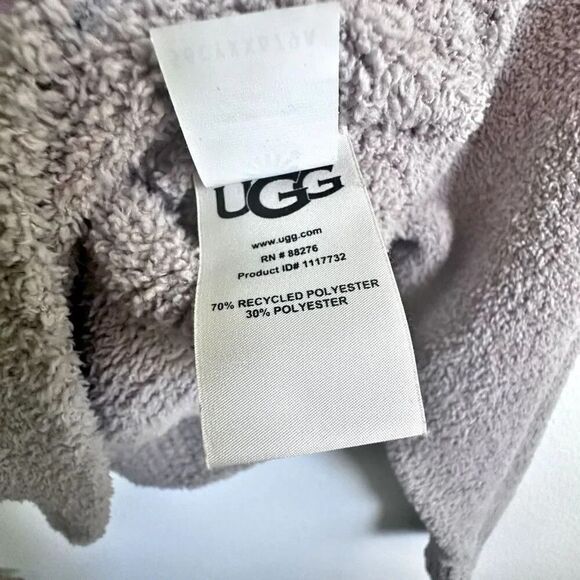 UGG
www.ugg.com
RN # 88276
Product ID# 1117732
70% RECYCLED POLYESTER
30% POLYESTER